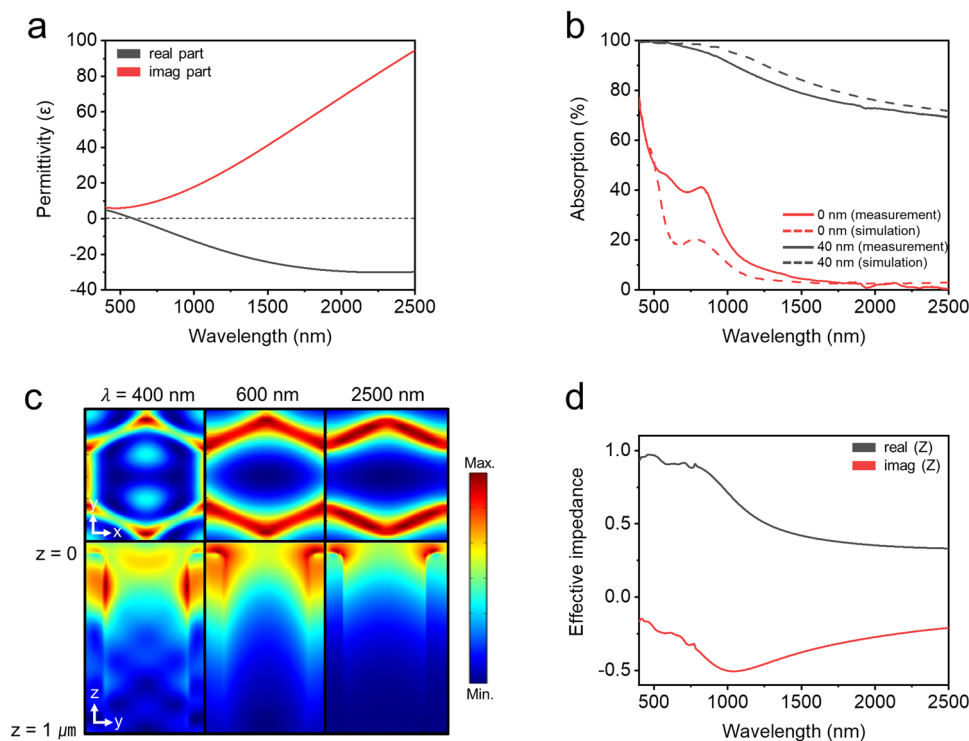 a
100
80
60
40
20
0
-20
-40
Permittivity (ε)
real part
imag part
500 1000 1500 2000 2500
Wavelength (nm)
b
100
80
60
40
20
0
Absorption (%)
0 nm (measurement)
0 nm (simulation)
40 nm (measurement)
40 nm (simulation)
500 1000 1500 2000 2500
Wavelength (nm)
c
λ = 400 nm 600 nm 2500 nm
y
x
z = 0
z
y
z = 1 μm
Max.
Min.
d
1.0
0.5
0.0
-0.5
Effective impedance
real (Z)
imag (Z)
500 1000 1500 2000 2500
Wavelength (nm)